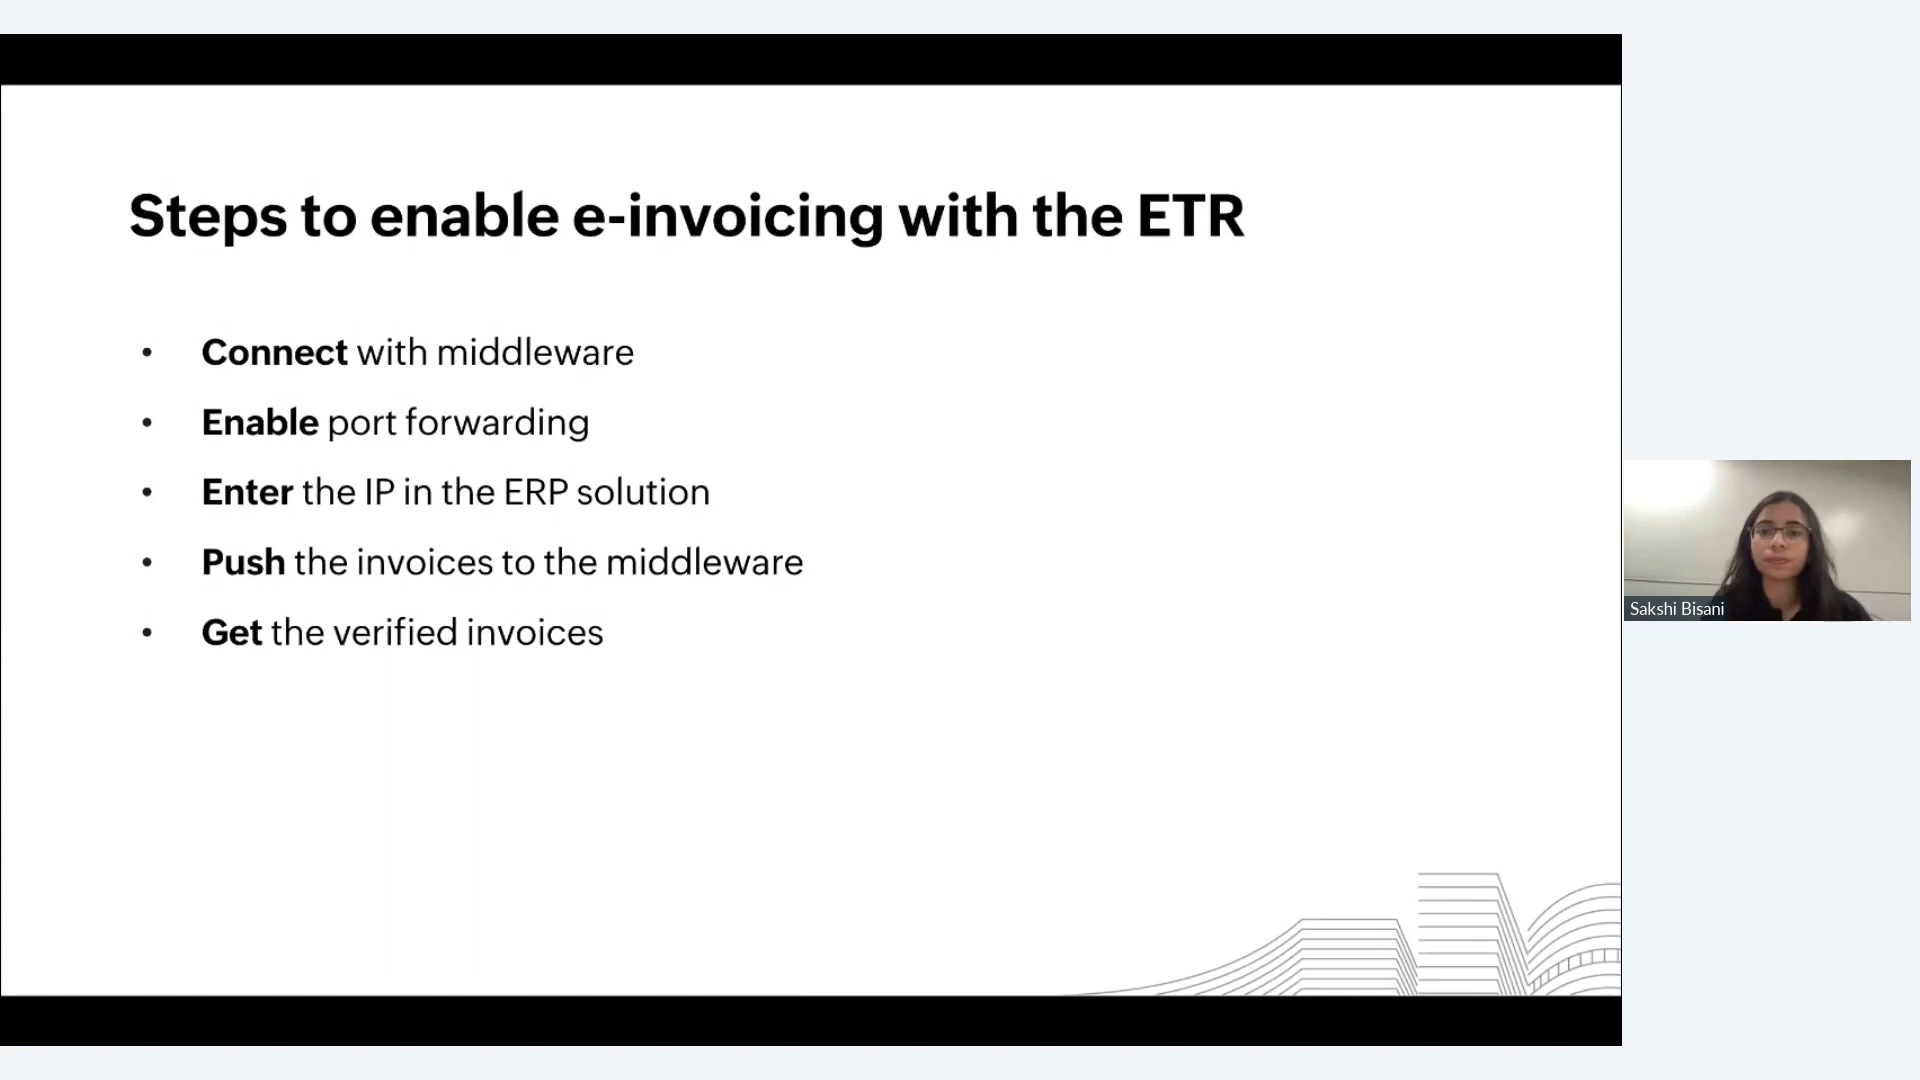 Steps to enable e-invoicing with the ETR
• Connect with middleware
• Enable port forwarding
• Enter the IP in the ERP solution
• Push the invoices to the middleware
• Get the verified invoices
Sakshi Bisani